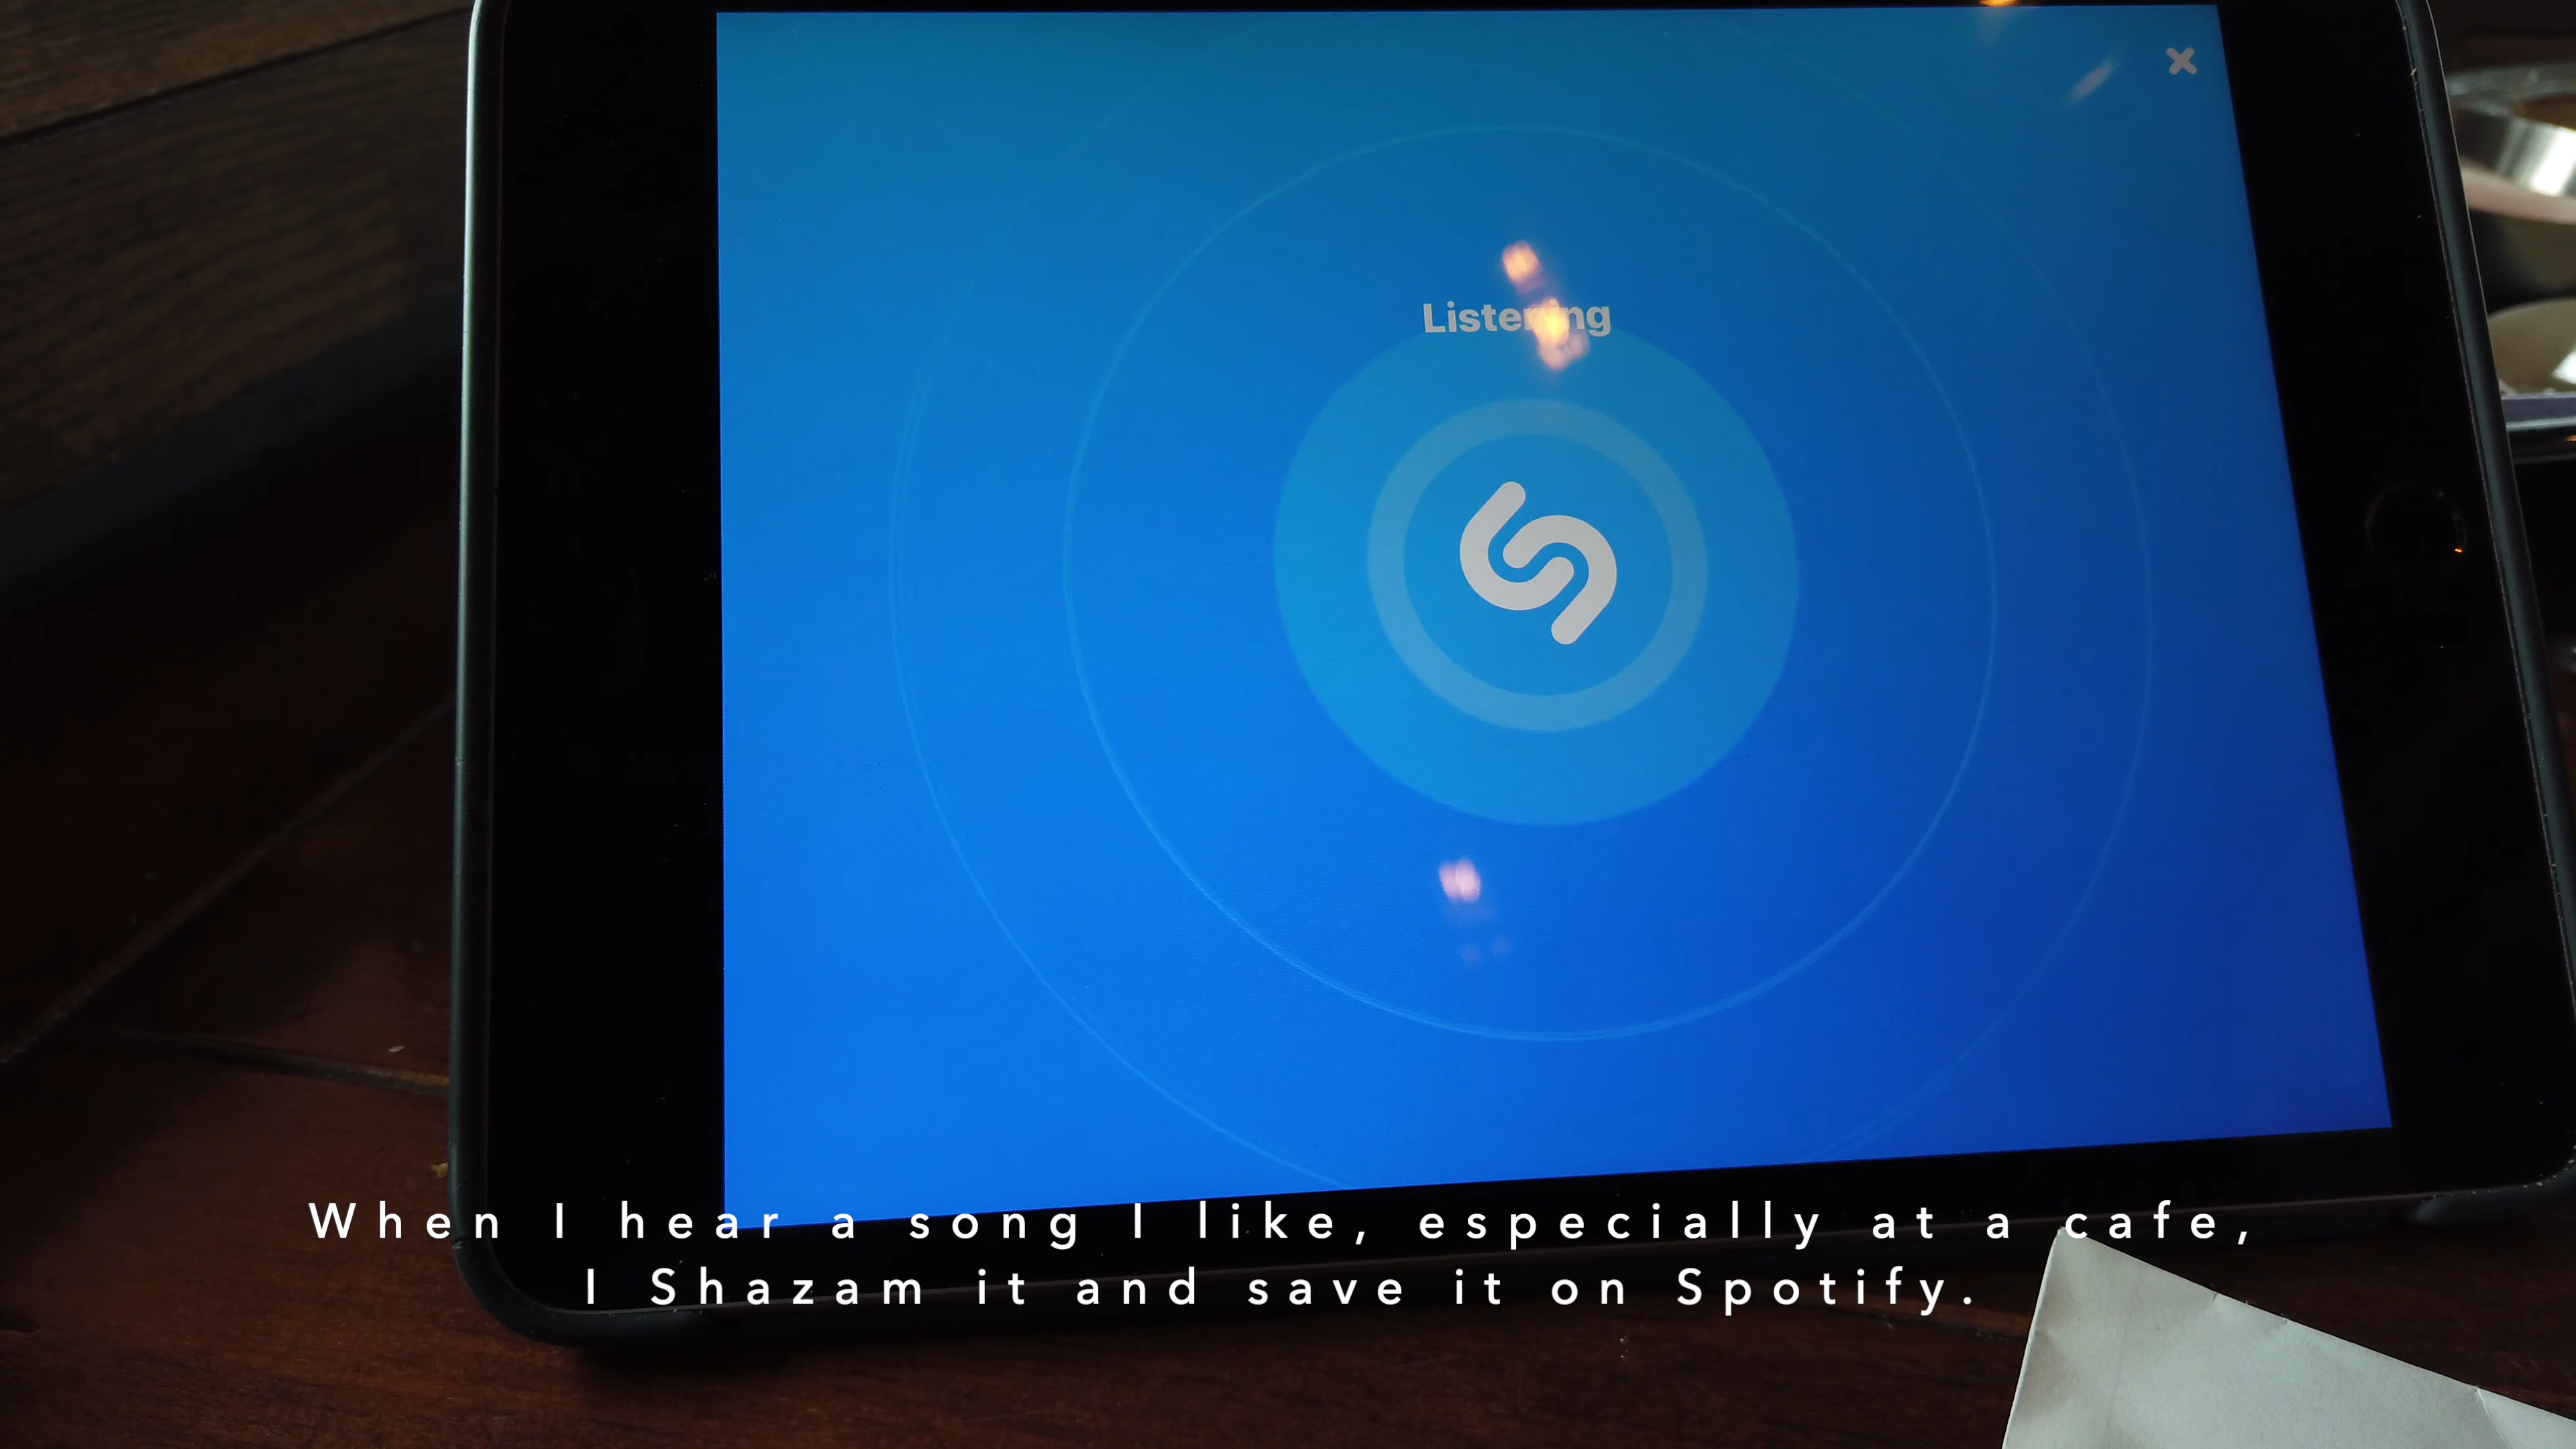 Listening
When I hear a song I like, especially at a cafe,
I Shazam it and save it on Spotify.